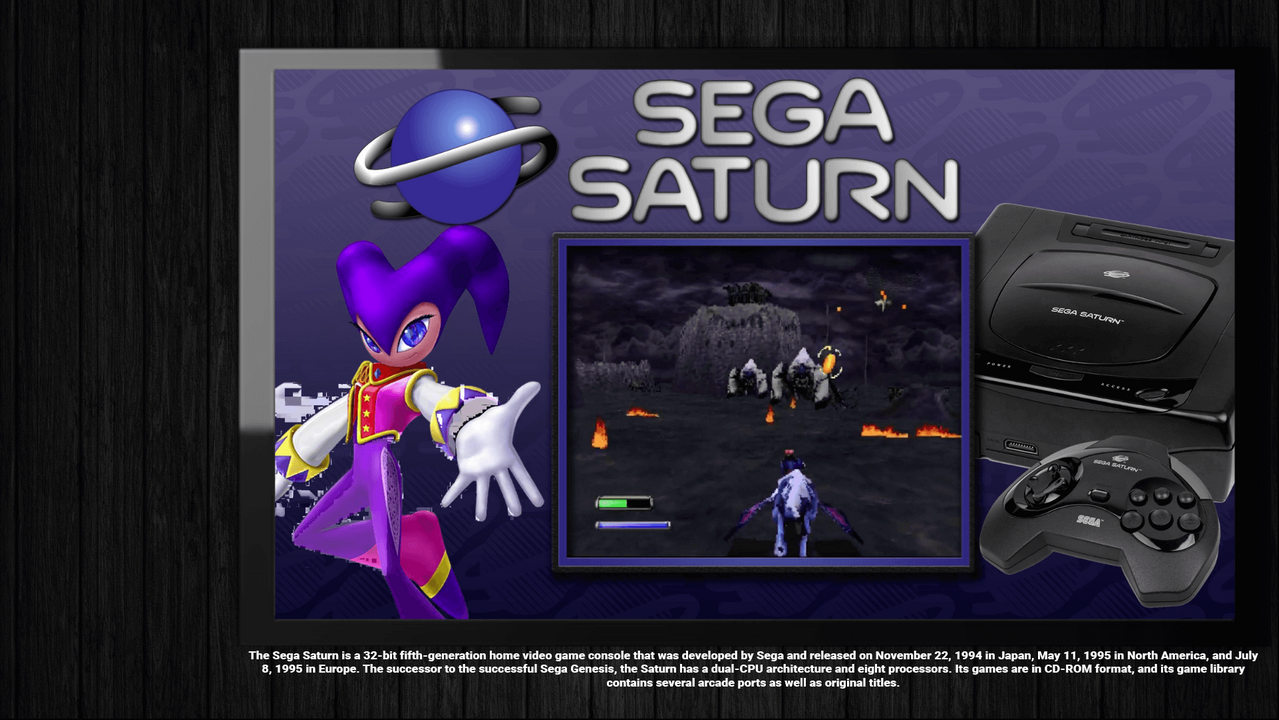 SEGA
SATURN
SEGA SATURN
POWER
ACCESS
SEGA SATURN
SEGA
The Sega Saturn is a 32-bit fifth-generation home video game console that was developed by Sega and released on November 22, 1994 in Japan, May 11, 1995 in North America, and July
8, 1995 in Europe. The successor to the successful Sega Genesis, the Saturn has a dual-CPU architecture and eight processors. Its games are in CD-ROM format, and its game library
contains several arcade ports as well as original titles.